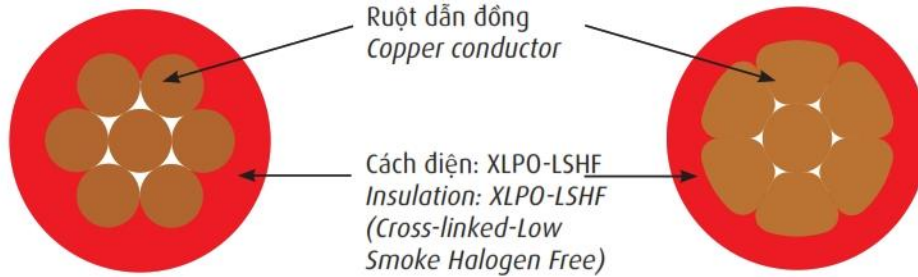 Ruột dẫn đồng
Copper conductor
Cách điện: XLPO-LSHF
Insulation: XLPO-LSHF
(Cross-linked-Low
Smoke Halogen Free)